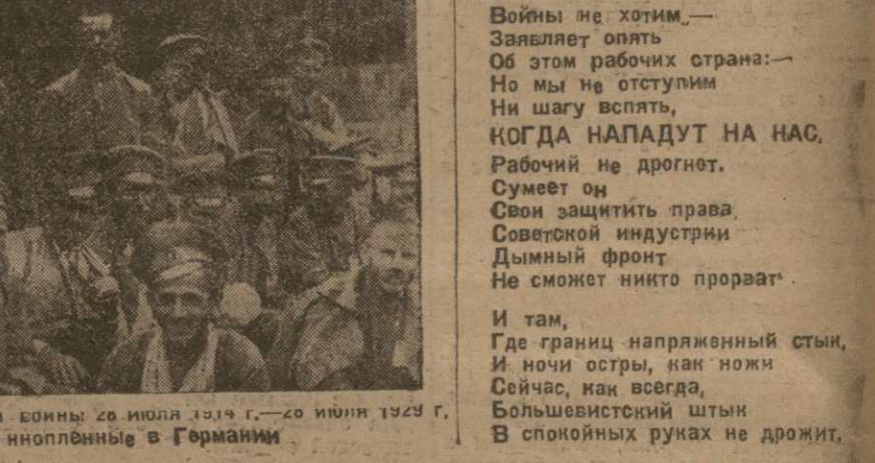 Войны не хотим,—
Заявляет опять
Об этом рабочих страна:—
Но мы не отступим
Ни шагу вспять,
КОГДА НАПАДУТ НА НАС.
Рабочий не дрогнет.
Сумеет он
Свои защитить права.
Советской индустрии
Дымный фронт
Не сможет никто прорват
И там,
Где границ напряженный стык,
И ночи остры, как ножи
Сейчас, как всегда,
Большевистский штык
В спокойных руках не дрожит.
войны 28 июля 1914 г.—28 июля 1929 г.
ннопленные в Германии